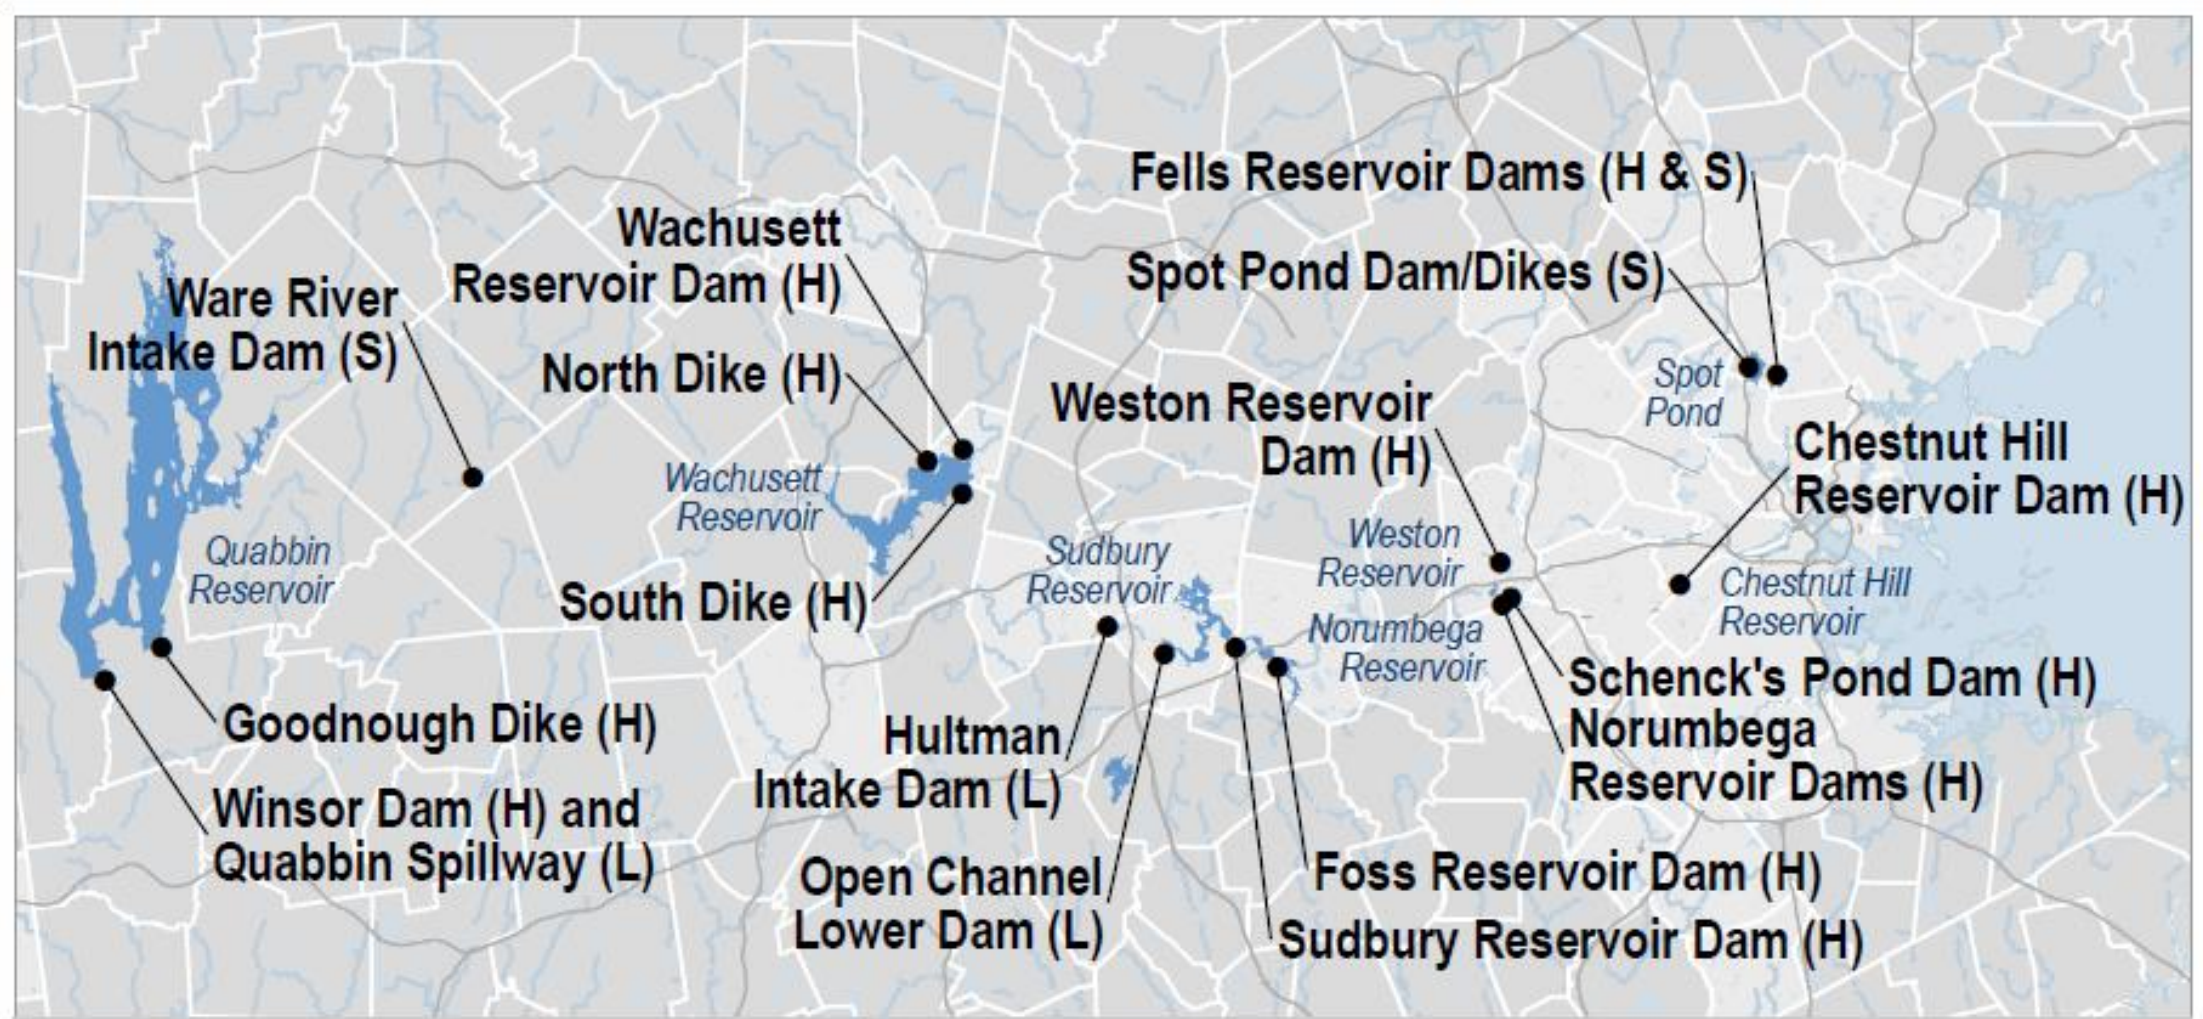 Fells Reservoir Dams (H & S)
Wachusett
Reservoir Dam (H)
Spot Pond Dam/Dikes (S)
Ware River
Intake Dam (S)
North Dike (H)
Weston Reservoir
Dam (H)
Spot
Pond
Chestnut Hill
Reservoir Dam (H)
Wachusett
Reservoir
Quabbin
Reservoir
South Dike (H)
Sudbury
Reservoir
Weston
Reservoir
Chestnut Hill
Reservoir
Norumbega
Reservoir
Goodnough Dike (H)
Schenck's Pond Dam (H)
Norumbega
Reservoir Dams (H)
Hultman
Intake Dam (L)
Winsor Dam (H) and
Quabbin Spillway (L)
Open Channel
Lower Dam (L)
Foss Reservoir Dam (H)
Sudbury Reservoir Dam (H)